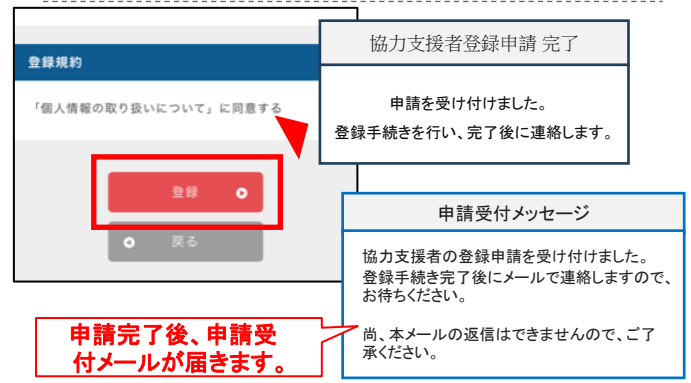 登録規約
「個人情報の取り扱いについて」に同意する
登録
戻る
協力支援者登録申請 完了
申請を受け付けました。
登録手続きを行い、完了後に連絡します。
申請受付メッセージ
協力支援者の登録申請を受け付けました。
登録手続き完了後にメールで連絡しますので、
お待ちください。
尚、本メールの返信はできませんので、ご了
承ください。
申請完了後、申請受
付メールが届きます。